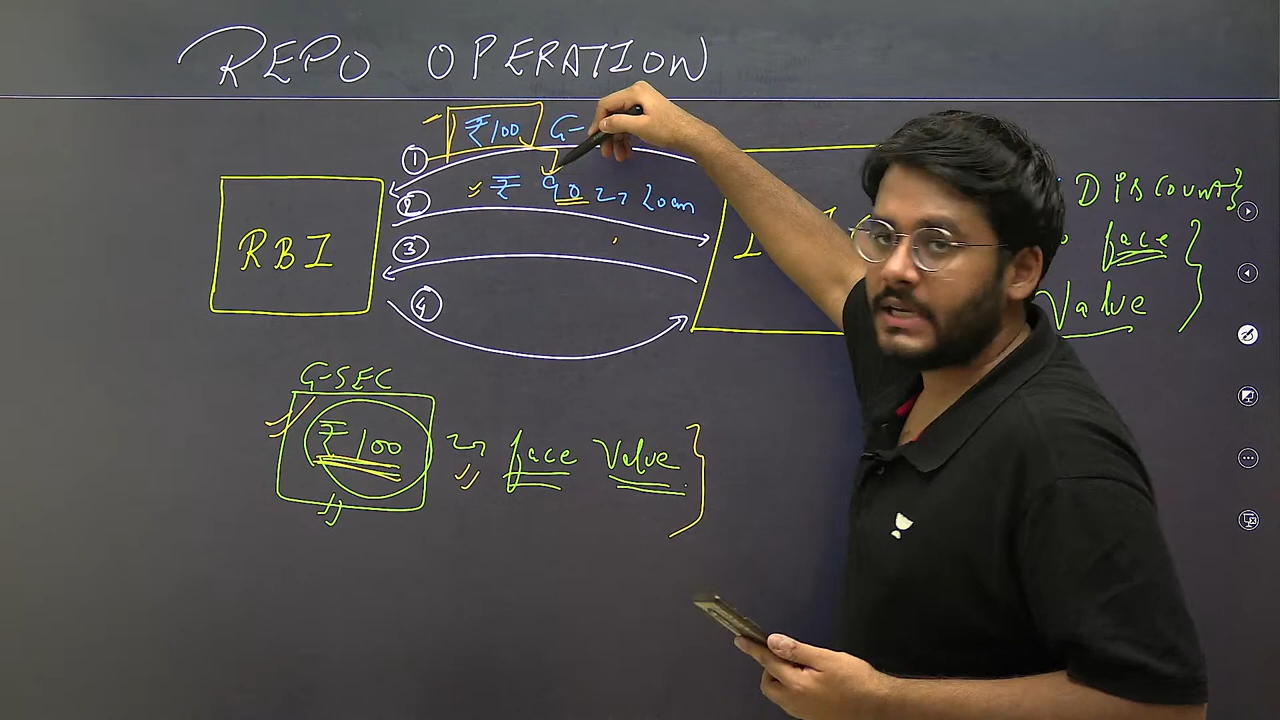 REPO OPERATION
① ₹100 G-
② ₹ 90 Loan
DISCOUNT}
RBI
③
face
Value
④
G-SEC
₹100 face Value